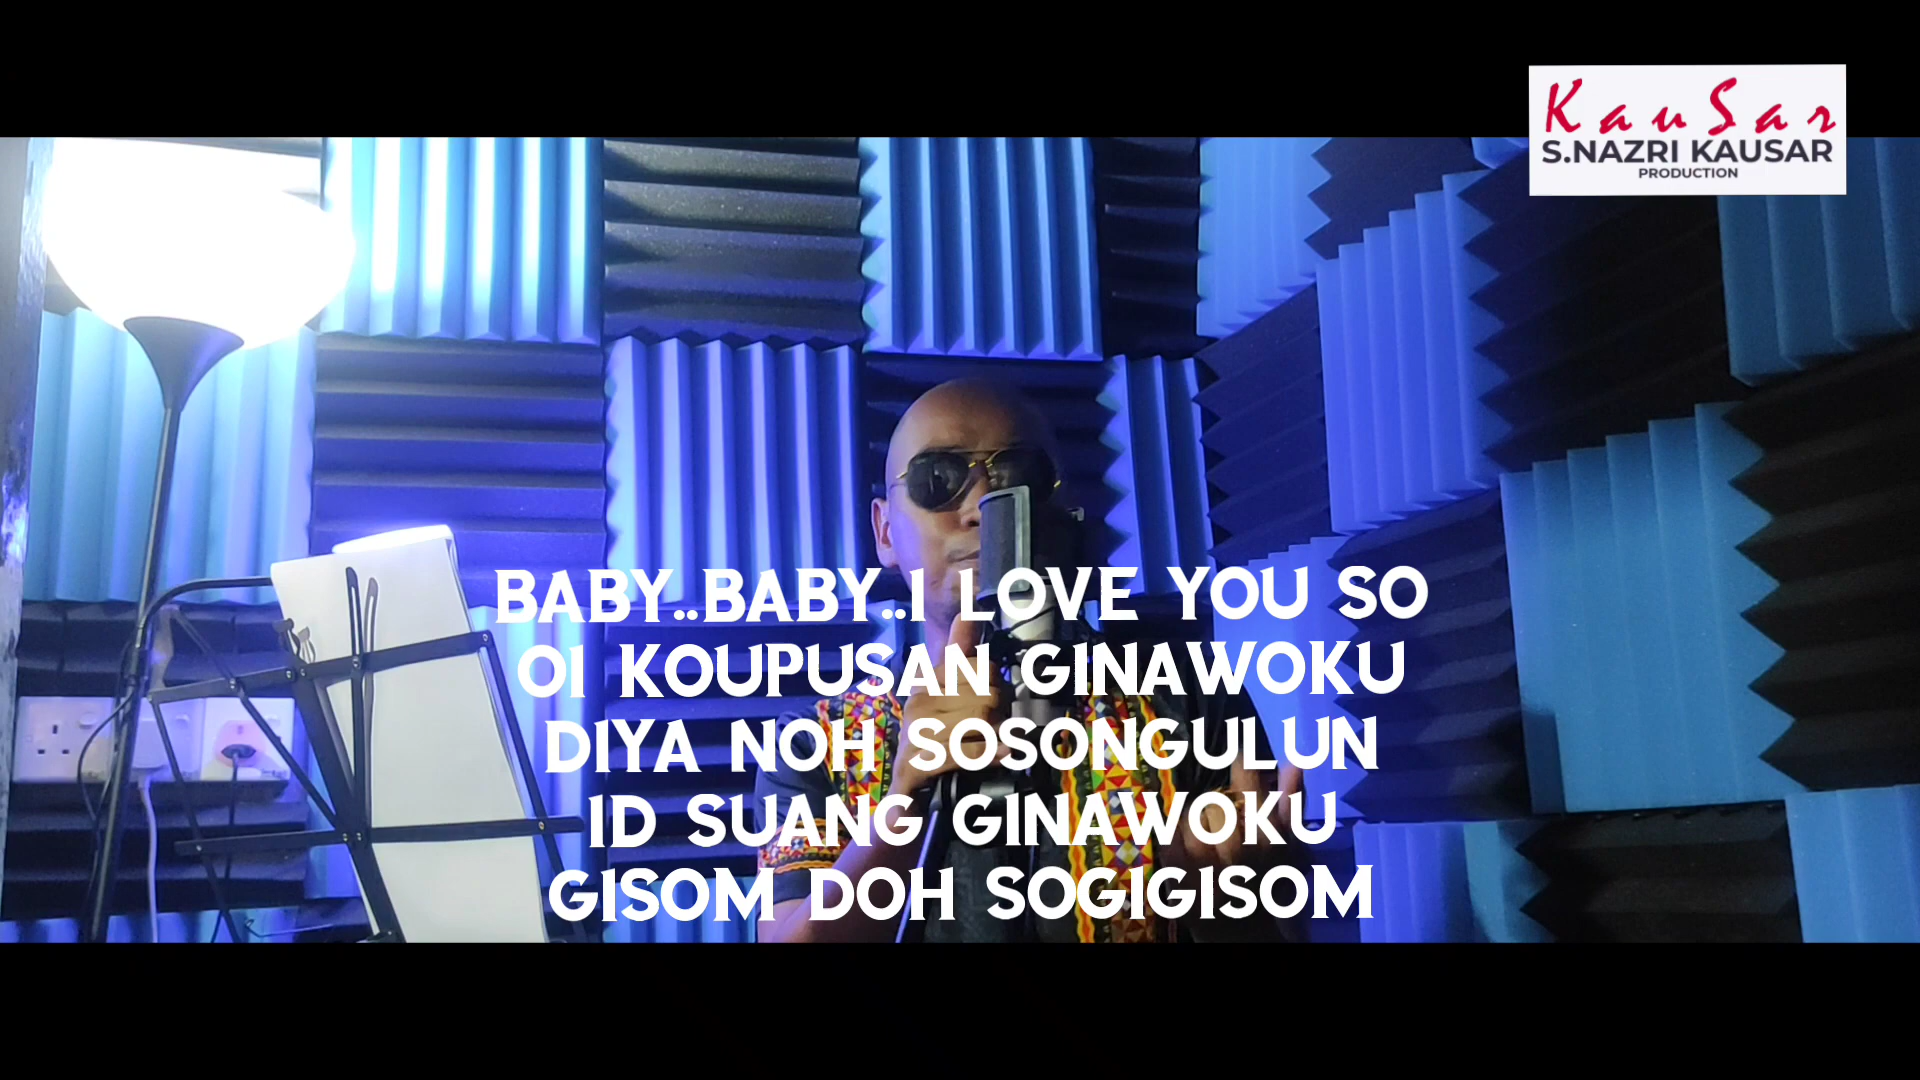 KauSar
S.NAZRI KAUSAR
PRODUCTION
BABY..BABY..I LOVE YOU SO
OI KOUPUSAN GINAWOKU
DIYA NOH SOSONGULUN
ID SUANG GINAWOKU
GISOM DOH SOGIGISOM